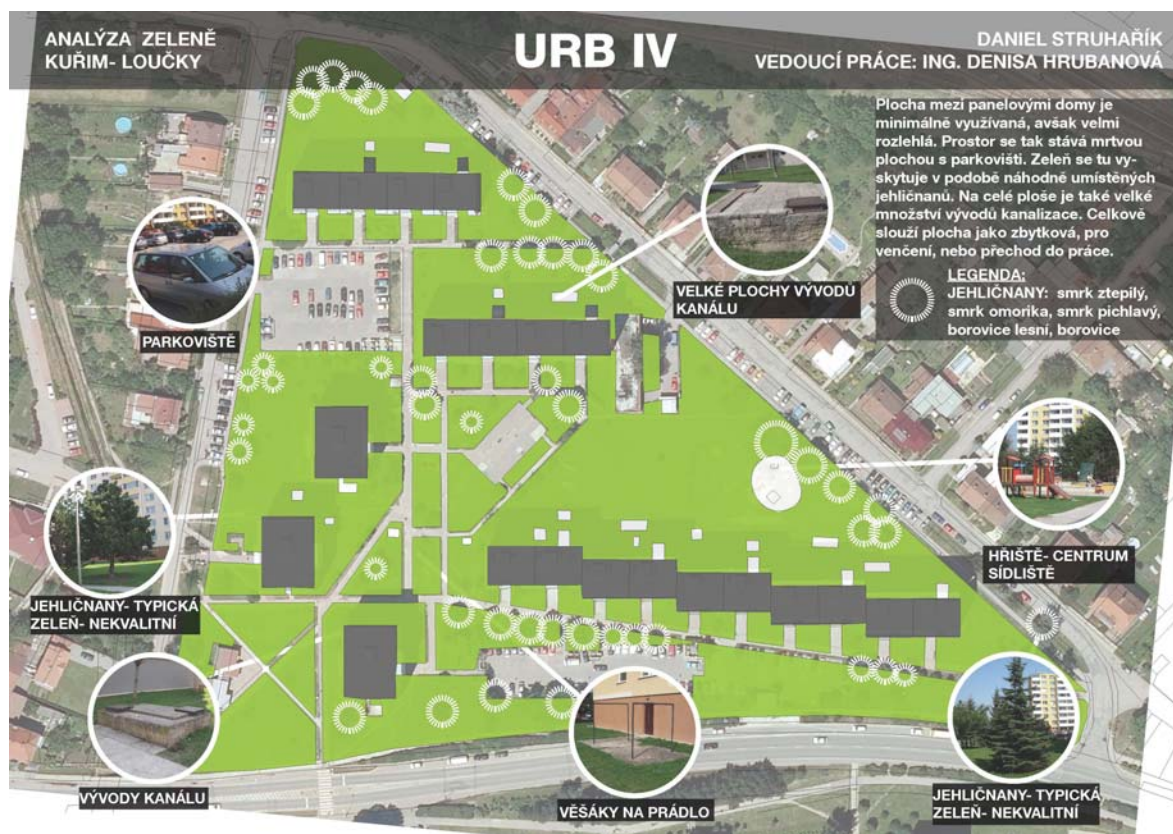 ANALÝZA ZELENĚ
KUŘIM- LOUČKY
URB IV
DANIEL STRUHAŘÍK
VEDOUCÍ PRÁCE: ING. DENISA HRUBANOVÁ
Plocha mezi panelovými domy je
minimálně využívaná, avšak velmi
rozlehlá. Prostor se tak stává mrtvou
plochou s parkovišti. Zeleň se tu vy-
skytuje v podobě náhodně umístěných
jehličnanů. Na celé ploše je také velké
množství vývodů kanalizace. Celkově
slouží plocha jako zbytková, pro
venčení, nebo přechod do práce.
LEGENDA:
JEHLIČNANY: smrk ztepilý,
smrk omorika, smrk pichlavý,
borovice lesní, borovice
PARKOVIŠTĚ
VELKÉ PLOCHY VÝVODŮ
KANÁLU
HŘIŠTĚ- CENTRUM
SÍDLIŠTĚ
JEHLIČNANY- TYPICKÁ
ZELEŇ- NEKVALITNÍ
VÝVODY KANÁLU
VĚŠÁKY NA PRÁDLO
JEHLIČNANY- TYPICKÁ
ZELEŇ- NEKVALITNÍ